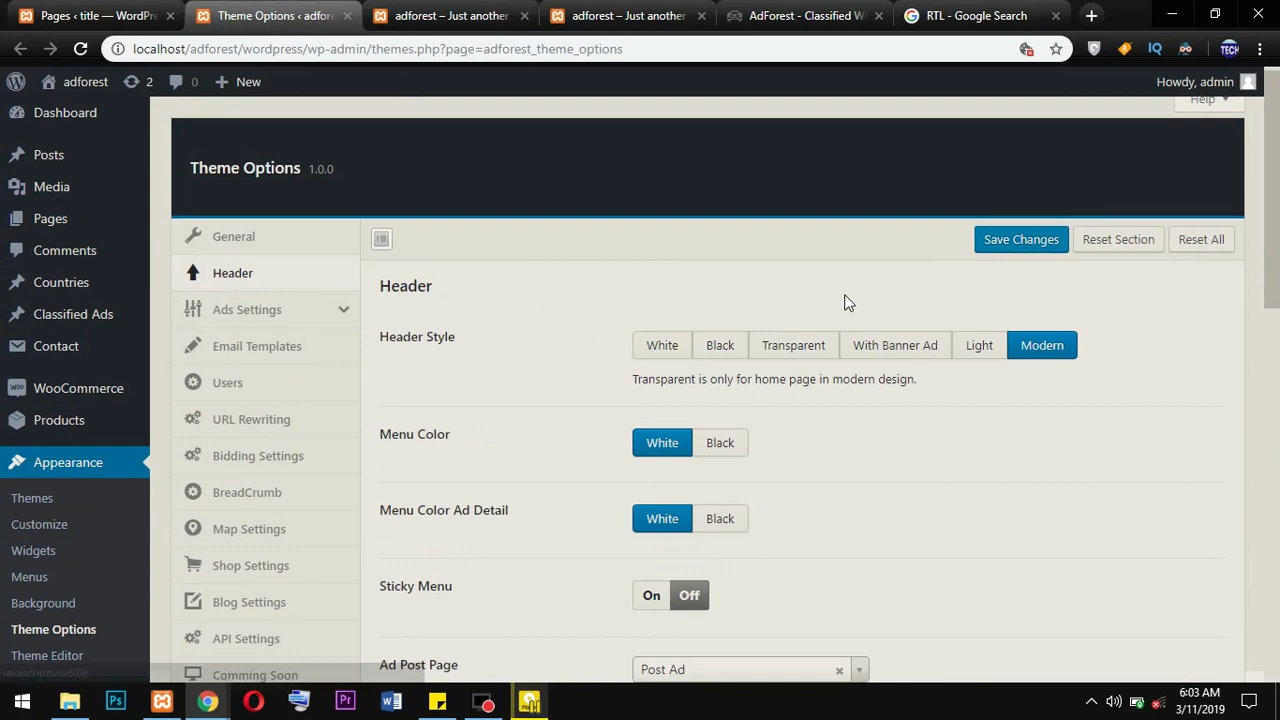 Pages ‹ title — WordPre
Theme Options ‹ adfores
adforest – Just another
adforest – Just another
AdForest - Classified W
RTL - Google Search
localhost/adforest/wordpress/wp-admin/themes.php?page=adforest_theme_options
IQ
TECH
adforest
2
0
New
Howdy, admin
Dashboard
Posts
Media
Pages
Comments
Countries
Classified Ads
Contact
WooCommerce
Products
Appearance
Themes
Customize
Widgets
Menus
Background
Theme Options
Theme Editor
Help
Theme Options 1.0.0
General
Header
Ads Settings
Email Templates
Users
URL Rewriting
Bidding Settings
BreadCrumb
Map Settings
Shop Settings
Blog Settings
API Settings
Comming Soon
Save Changes
Reset Section
Reset All
Header
Header Style
White
Black
Transparent
With Banner Ad
Light
Modern
Transparent is only for home page in modern design.
Menu Color
White
Black
Menu Color Ad Detail
White
Black
Sticky Menu
On
Off
Ad Post Page
Post Ad
Ps
Pr
6:03 AM
3/11/2019